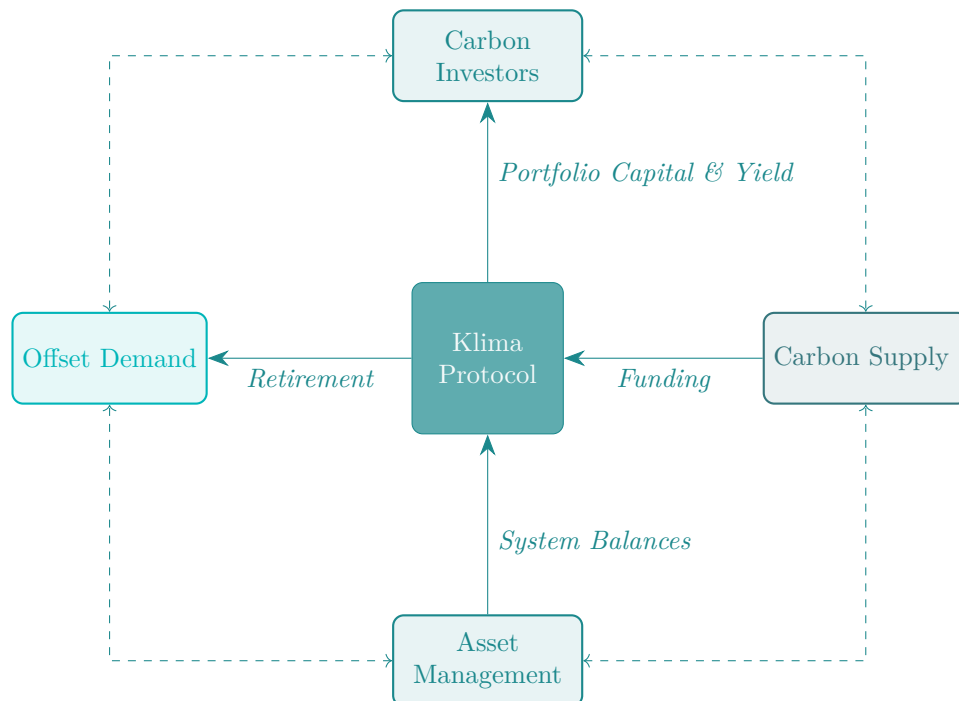 Carbon
Investors
Portfolio Capital & Yield
Offset Demand
Retirement
Klima
Protocol
Funding
Carbon Supply
System Balances
Asset
Management